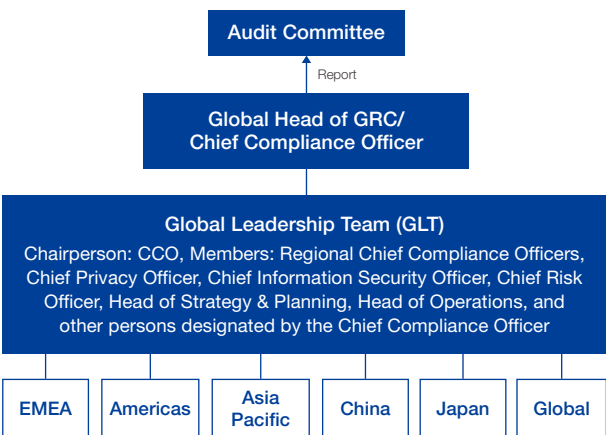 Audit Committee
Report
Global Head of GRC/
Chief Compliance Officer
Global Leadership Team (GLT)
Chairperson: CCO, Members: Regional Chief Compliance Officers,
Chief Privacy Officer, Chief Information Security Officer, Chief Risk
Officer, Head of Strategy & Planning, Head of Operations, and
other persons designated by the Chief Compliance Officer
EMEA
Americas
Asia
Pacific
China
Japan
Global